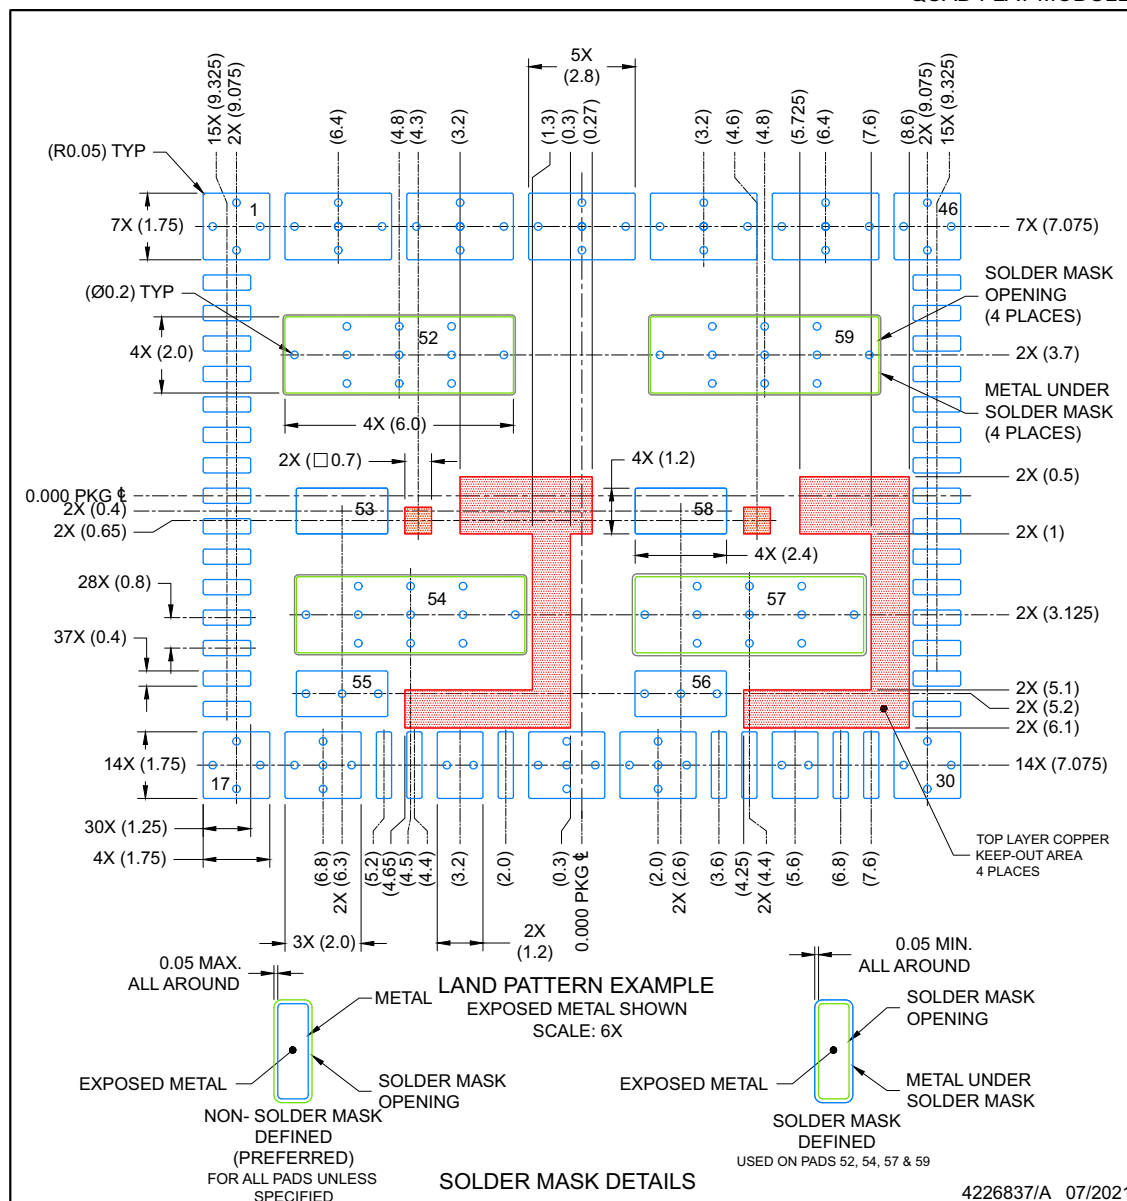 5X
(2.8)
15X (9.325)
2X (9.075)
(6.4)
(4.8)
(4.3)
(3.2)
(1.3)
(0.3)
(0.27)
(3.2)
(4.6)
(4.8)
(5.725)
(6.4)
(7.6)
(8.6)
2X (9.075)
15X (9.325)
(R0.05) TYP
1
46
7X (1.75)
7X (7.075)
SOLDER MASK
OPENING
(4 PLACES)
(Ø0.2) TYP
52
59
4X (2.0)
2X (3.7)
METAL UNDER
SOLDER MASK
(4 PLACES)
4X (6.0)
2X (□0.7)
4X (1.2)
2X (0.5)
0.000 PKG ℄
2X (0.4)
2X (0.65)
53
58
2X (1)
4X (2.4)
28X (0.8)
54
57
2X (3.125)
37X (0.4)
55
56
2X (5.1)
2X (5.2)
2X (6.1)
14X (1.75)
17
30
14X (7.075)
30X (1.25)
4X (1.75)
(6.8)
2X (6.3)
(5.2)
(4.65)
(4.5)
(4.4)
(3.2)
(2.0)
(0.3)
0.000 PKG ℄
(2.0)
2X (2.6)
(3.6)
(4.25)
2X (4.4)
(5.6)
(6.8)
(7.6)
TOP LAYER COPPER
KEEP-OUT AREA
4 PLACES
3X (2.0)
2X
(1.2)
LAND PATTERN EXAMPLE
EXPOSED METAL SHOWN
SCALE: 6X
0.05 MAX.
ALL AROUND
METAL
EXPOSED METAL
SOLDER MASK
OPENING
NON- SOLDER MASK
DEFINED
(PREFERRED)
FOR ALL PADS UNLESS
SPECIFIED
0.05 MIN.
ALL AROUND
SOLDER MASK
OPENING
EXPOSED METAL
METAL UNDER
SOLDER MASK
SOLDER MASK
DEFINED
USED ON PADS 52, 54, 57 & 59
SOLDER MASK DETAILS
4226837/A 07/2021